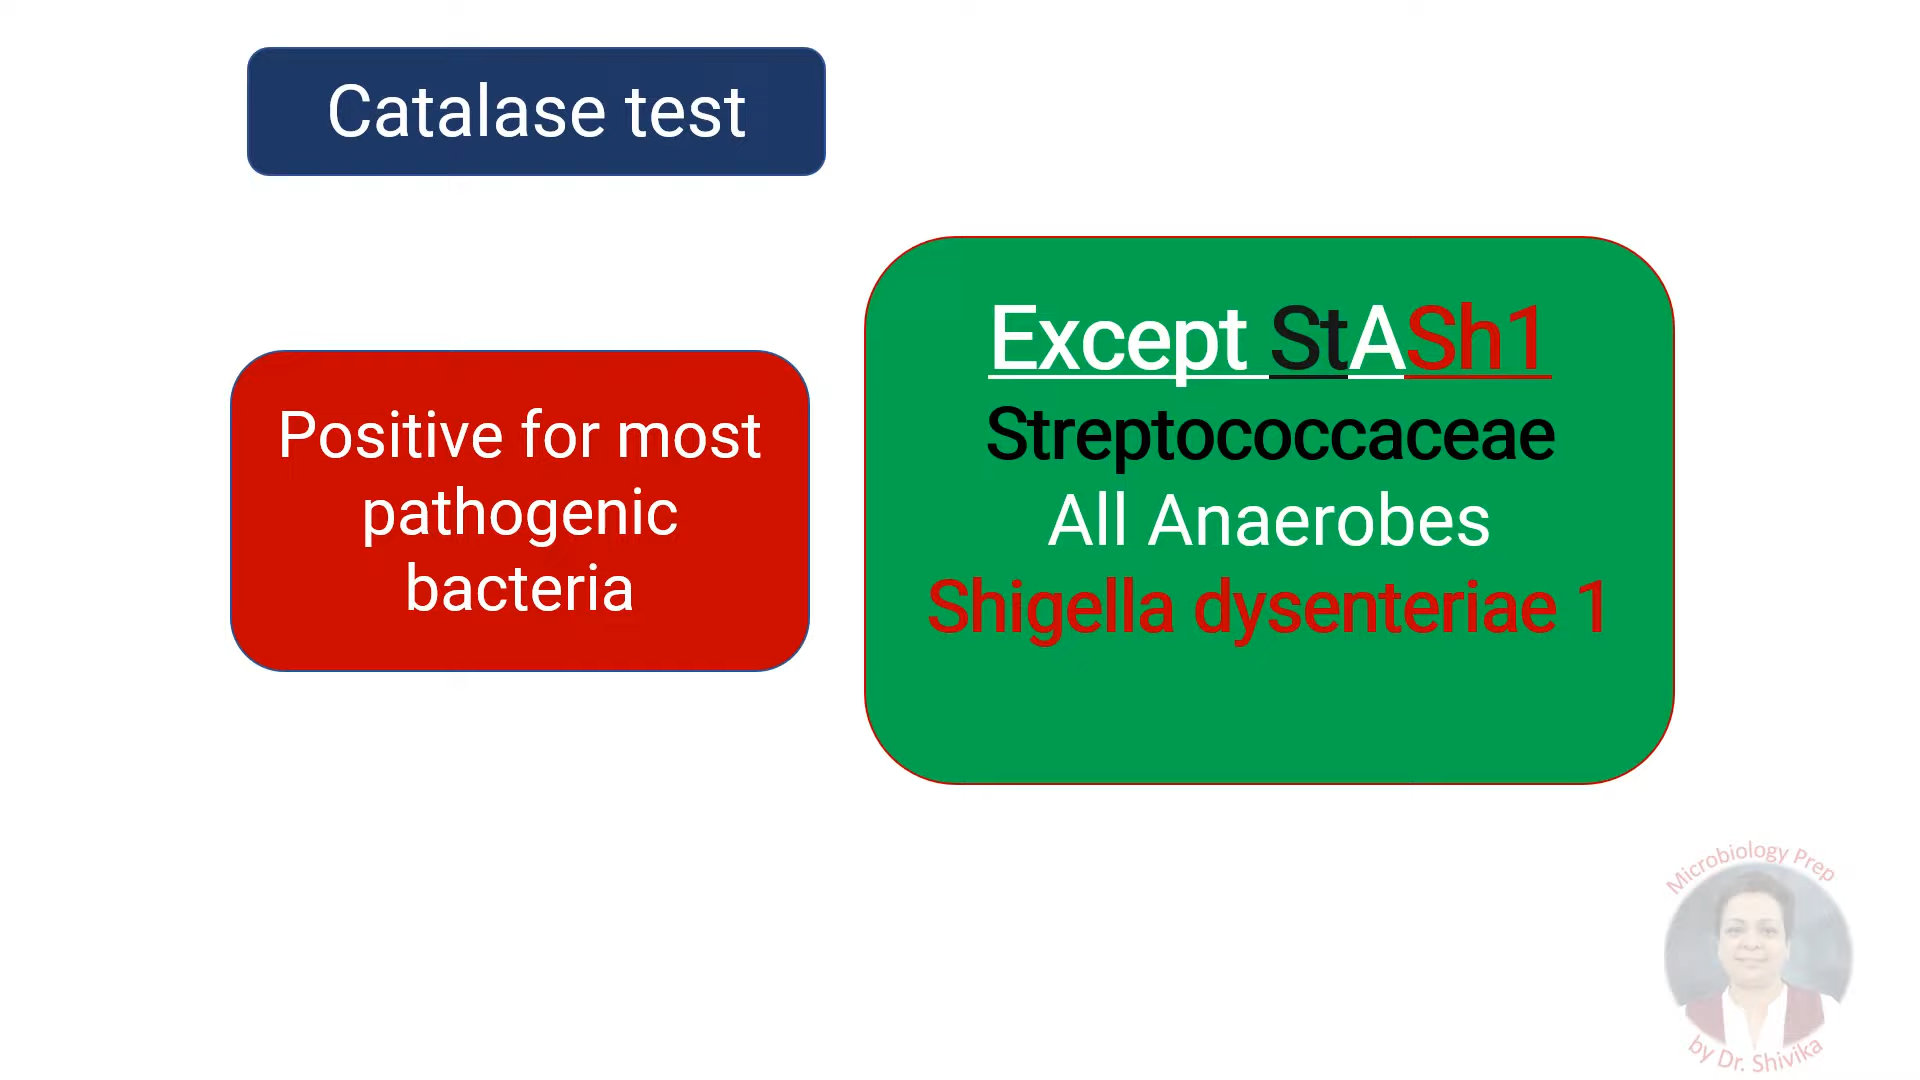 Catalase test
Positive for most
pathogenic
bacteria
Except StASh1
Streptococcaceae
All Anaerobes
Shigella dysenteriae 1
Microbiology Prep
by Dr. Shivika